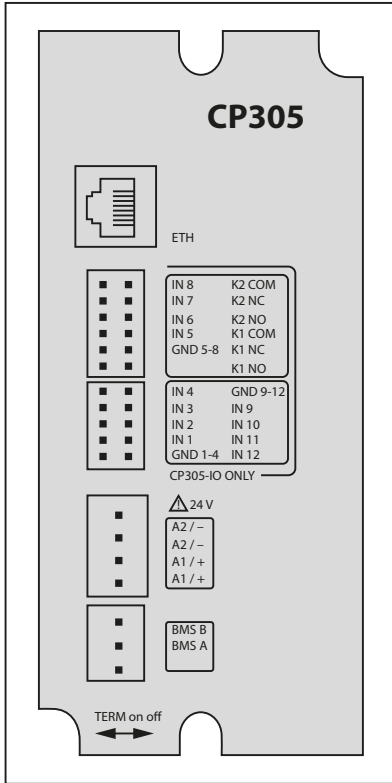 CP305
ETH
IN 8 K2 COM
IN 7 K2 NC
IN 6 K2 NO
IN 5 K1 COM
GND 5-8 K1 NC
K1 NO
IN 4 GND 9-12
IN 3 IN 9
IN 2 IN 10
IN 1 IN 11
GND 1-4 IN 12
CP305-IO ONLY
24 V
A2 / –
A2 / –
A1 / +
A1 / +
BMS B
BMS A
TERM on off